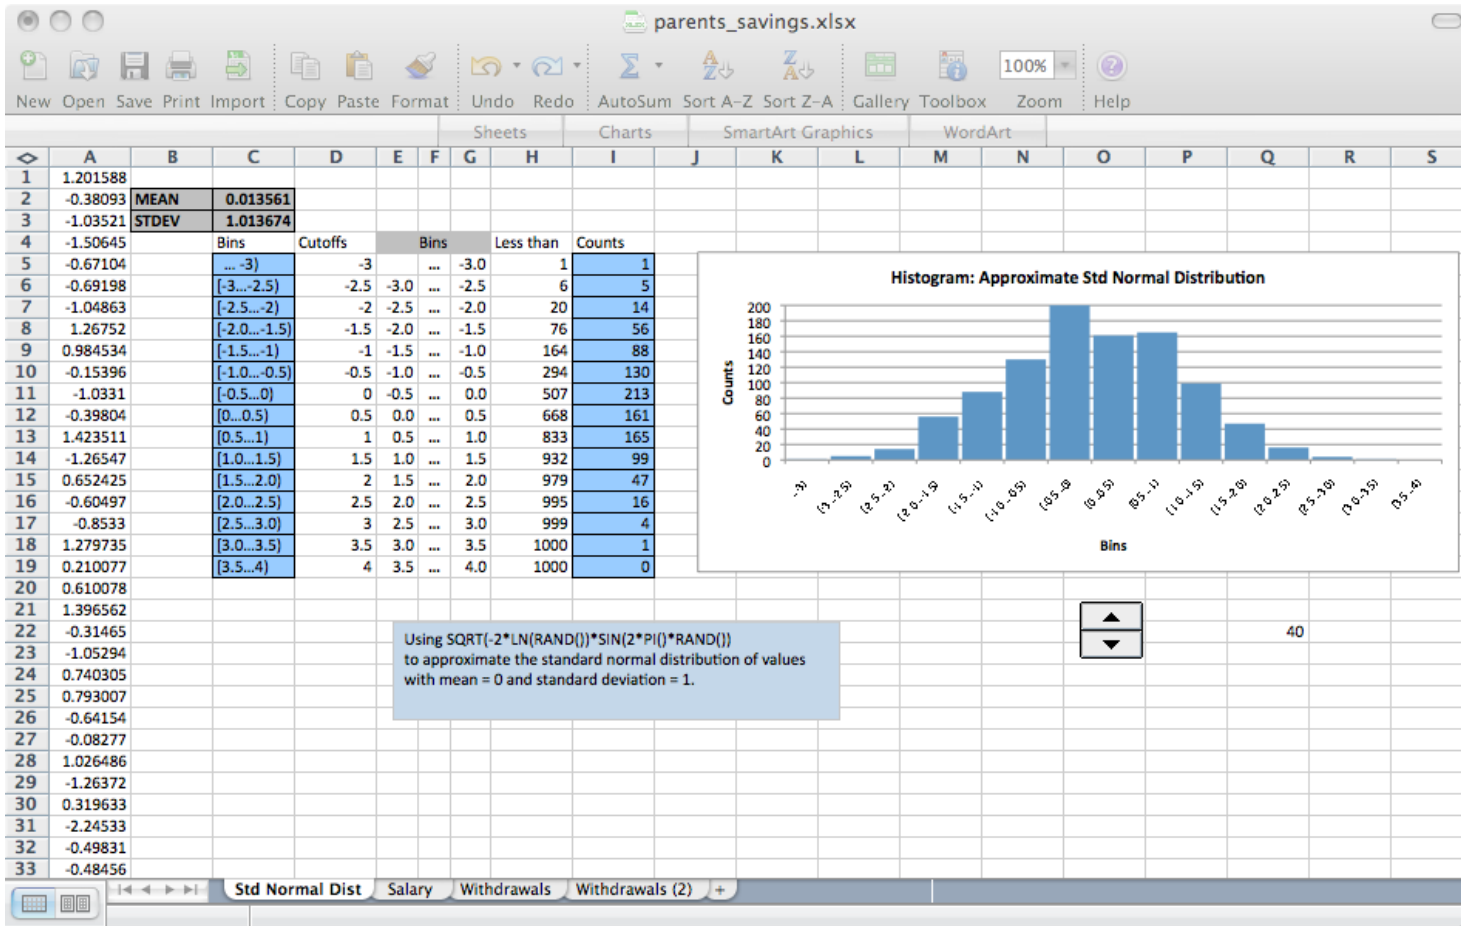 parents_savings.xlsx
100%
New Open Save Print Import Copy Paste Format Undo Redo AutoSum Sort A-Z Sort Z-A Gallery Toolbox Zoom Help
Sheets Charts SmartArt Graphics WordArt
A B C D E F G H I J K L M N O P Q R S
1 1.201588
2 -0.38093 MEAN 0.013561
3 -1.03521 STDEV 1.013674
4 -1.50645 Bins Cutoffs Bins Less than Counts
5 -0.67104 ... -3) -3 ... -3.0 1 1
6 -0.69198 [-3...-2.5) -2.5 -3.0 ... -2.5 6 5
7 -1.04863 [-2.5...-2) -2 -2.5 ... -2.0 20 14
8 1.26752 [-2.0...-1.5) -1.5 -2.0 ... -1.5 76 56
9 0.984534 [-1.5...-1) -1 -1.5 ... -1.0 164 88
10 -0.15396 [-1.0...-0.5) -0.5 -1.0 ... -0.5 294 130
11 -1.0331 [-0.5...0) 0 -0.5 ... 0.0 507 213
12 -0.39804 [0...0.5) 0.5 0.0 ... 0.5 668 161
13 1.423511 [0.5...1) 1 0.5 ... 1.0 833 165
14 -1.26547 [1.0...1.5) 1.5 1.0 ... 1.5 932 99
15 0.652425 [1.5...2.0) 2 1.5 ... 2.0 979 47
16 -0.60497 [2.0...2.5) 2.5 2.0 ... 2.5 995 16
17 -0.8533 [2.5...3.0) 3 2.5 ... 3.0 999 4
18 1.279735 [3.0...3.5) 3.5 3.0 ... 3.5 1000 1
19 0.210077 [3.5...4) 4 3.5 ... 4.0 1000 0
20 0.610078
21 1.396562
22 -0.31465
23 -1.05294
24 0.740305
25 0.793007
26 -0.64154
27 -0.08277
28 1.026486
29 -1.26372
30 0.319633
31 -2.24533
32 -0.49831
33 -0.48456
Histogram: Approximate Std Normal Distribution
Counts
200
180
160
140
120
100
80
60
40
20
0
Bins
40
Using SQRT(-2*LN(RAND())*SIN(2*PI()*RAND())
to approximate the standard normal distribution of values
with mean = 0 and standard deviation = 1.
Std Normal Dist Salary Withdrawals Withdrawals (2) +